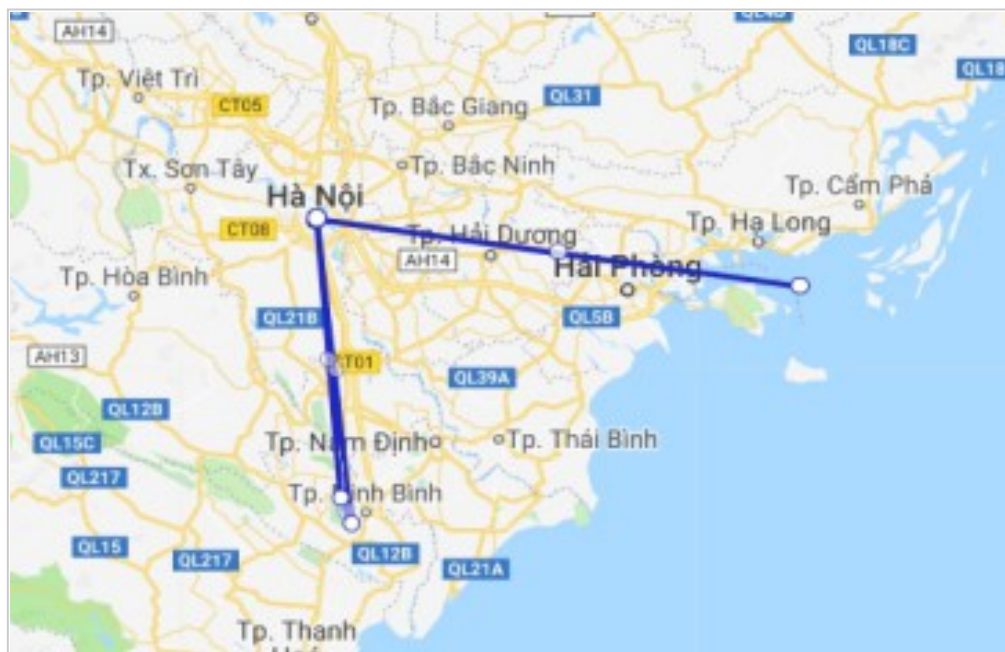 AH14
QL18C
QL18
Tp. Việt Trì
CT05
QL31
Tp. Bắc Giang
Tx. Sơn Tây
Tp. Bắc Ninh
Tp. Cẩm Phả
Hà Nội
Tp. Hạ Long
CT08
Tp. Hải Dương
AH14
Hải Phòng
Tp. Hòa Bình
QL21B
QL5B
AH13
CT01
QL39A
QL12B
QL15C
Tp. Nam Định
Tp. Thái Bình
QL217
Tp. Ninh Bình
QL15
QL217
QL12B
QL21A
Tp. Thanh